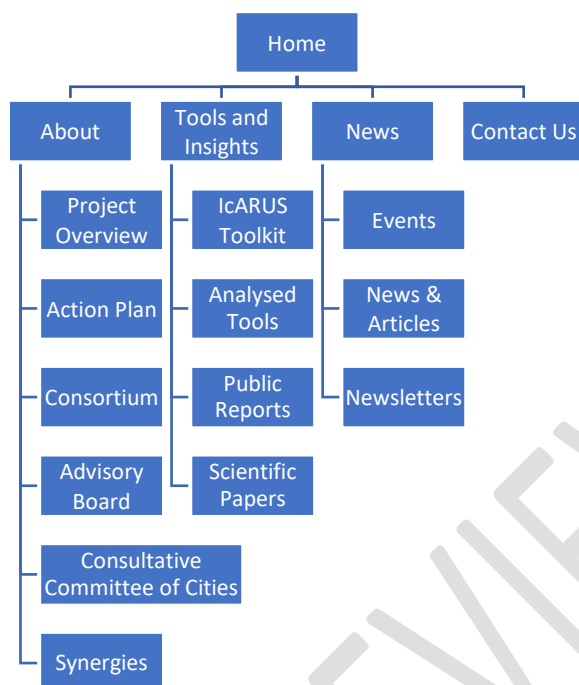 Home
About
Tools and
Insights
News
Contact Us
Project
Overview
Action Plan
Consortium
Advisory
Board
Consultative
Committee of Cities
Synergies
IcARUS
Toolkit
Analysed
Tools
Public
Reports
Scientific
Papers
Events
News &
Articles
Newsletters